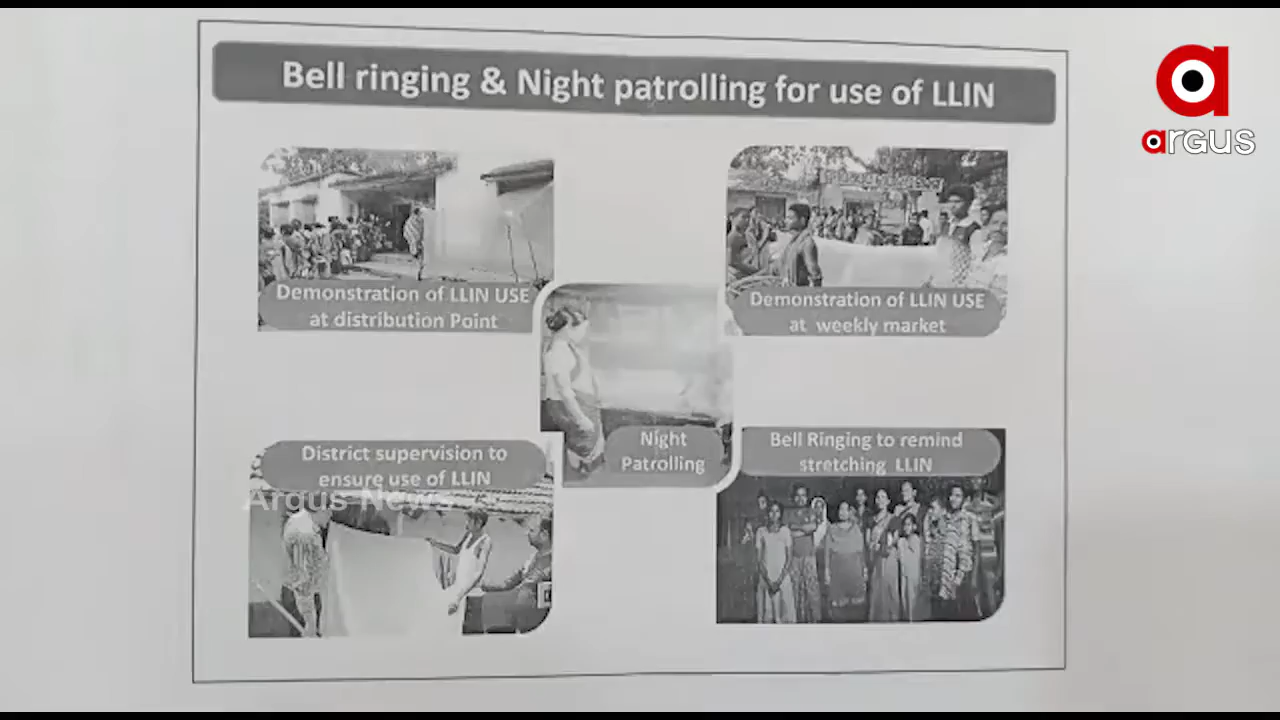 Bell ringing & Night patrolling for use of LLIN
argus
Demonstration of LLIN USE
at distribution Point
Demonstration of LLIN USE
at weekly market
Night
Patrolling
District supervision to
ensure use of LLIN
Argus News
Bell Ringing to remind
stretching LLIN